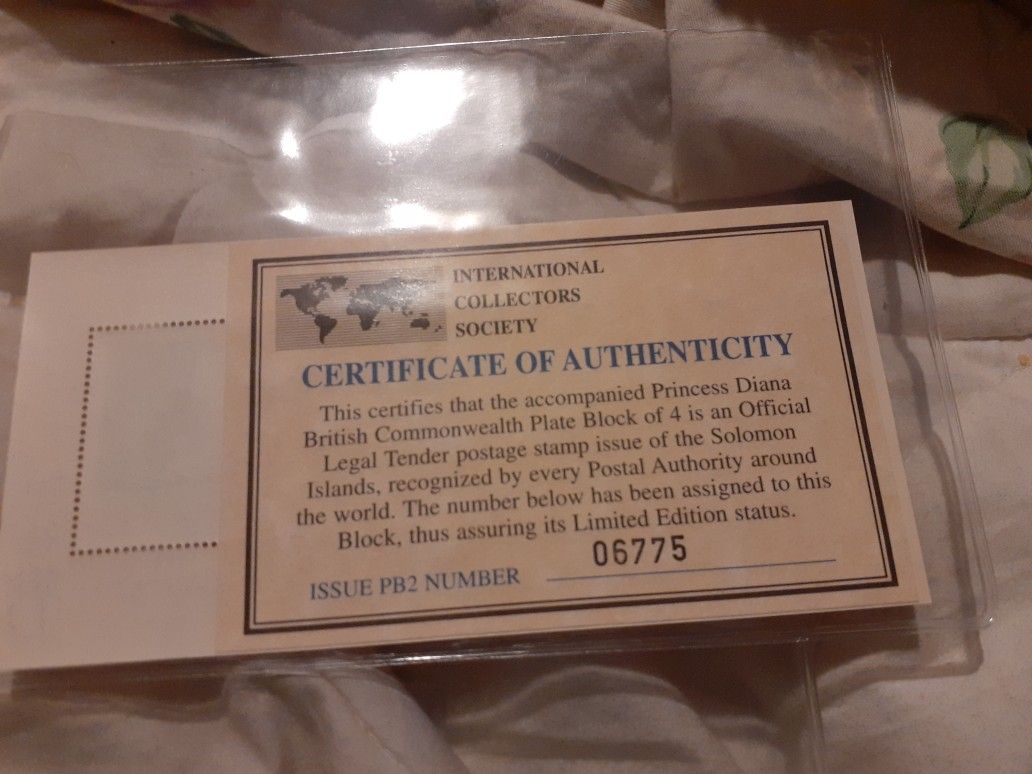 INTERNATIONAL
COLLECTORS
SOCIETY
CERTIFICATE OF AUTHENTICITY
This certifies that the accompanied Princess Diana
British Commonwealth Plate Block of 4 is an Official
Legal Tender postage stamp issue of the Solomon
Islands, recognized by every Postal Authority around
the world. The number below has been assigned to this
Block, thus assuring its Limited Edition status.
ISSUE PB2 NUMBER 06775